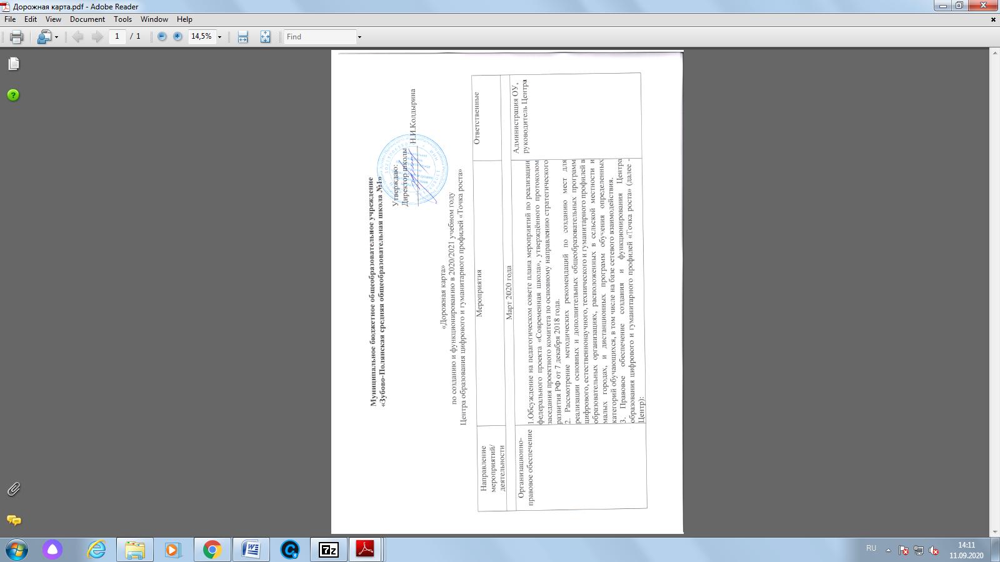 Дорожная карта.pdf - Adobe Reader
File Edit View Document Tools Window Help
1 / 1 14,5% Find
Муниципальное бюджетное общеобразовательное учреждение
«Зубово-Полянская средняя общеобразовательная школа №1»
Утверждаю:
Директор школы Н.И.Колдырина
«Дорожная карта»
по созданию и функционированию в 2020/2021 учебном году
Центра образования цифрового и гуманитарного профилей «Точка роста»
Направление
мероприятий/
деятельности
Мероприятия
Ответственные
Март 2020 года
Организационно-
правовое обеспечение
1.Обсуждение на педагогическом совете плана мероприятий по реализации
федерального проекта «Современная школа», утверждённого протоколом
заседания проектного комитета по основному направлению стратегического
развития РФ от 7 декабря 2018 года.
2. Рассмотрение методических рекомендаций по созданию мест для
реализации основных и дополнительных общеобразовательных программ
цифрового, естественнонаучного, технического и гуманитарного профилей в
образовательных организациях, расположенных в сельской местности и
малых городах, и дистанционных программ обучения определенных
категорий обучающихся, в том числе на базе сетевого взаимодействия.
3. Правовое обеспечение создания и функционирования Центра
образования цифрового и гуманитарного профилей «Точка роста» (далее -
Центр):
Администрация ОУ,
руководитель Центра
RU
14:11
11.09.2020